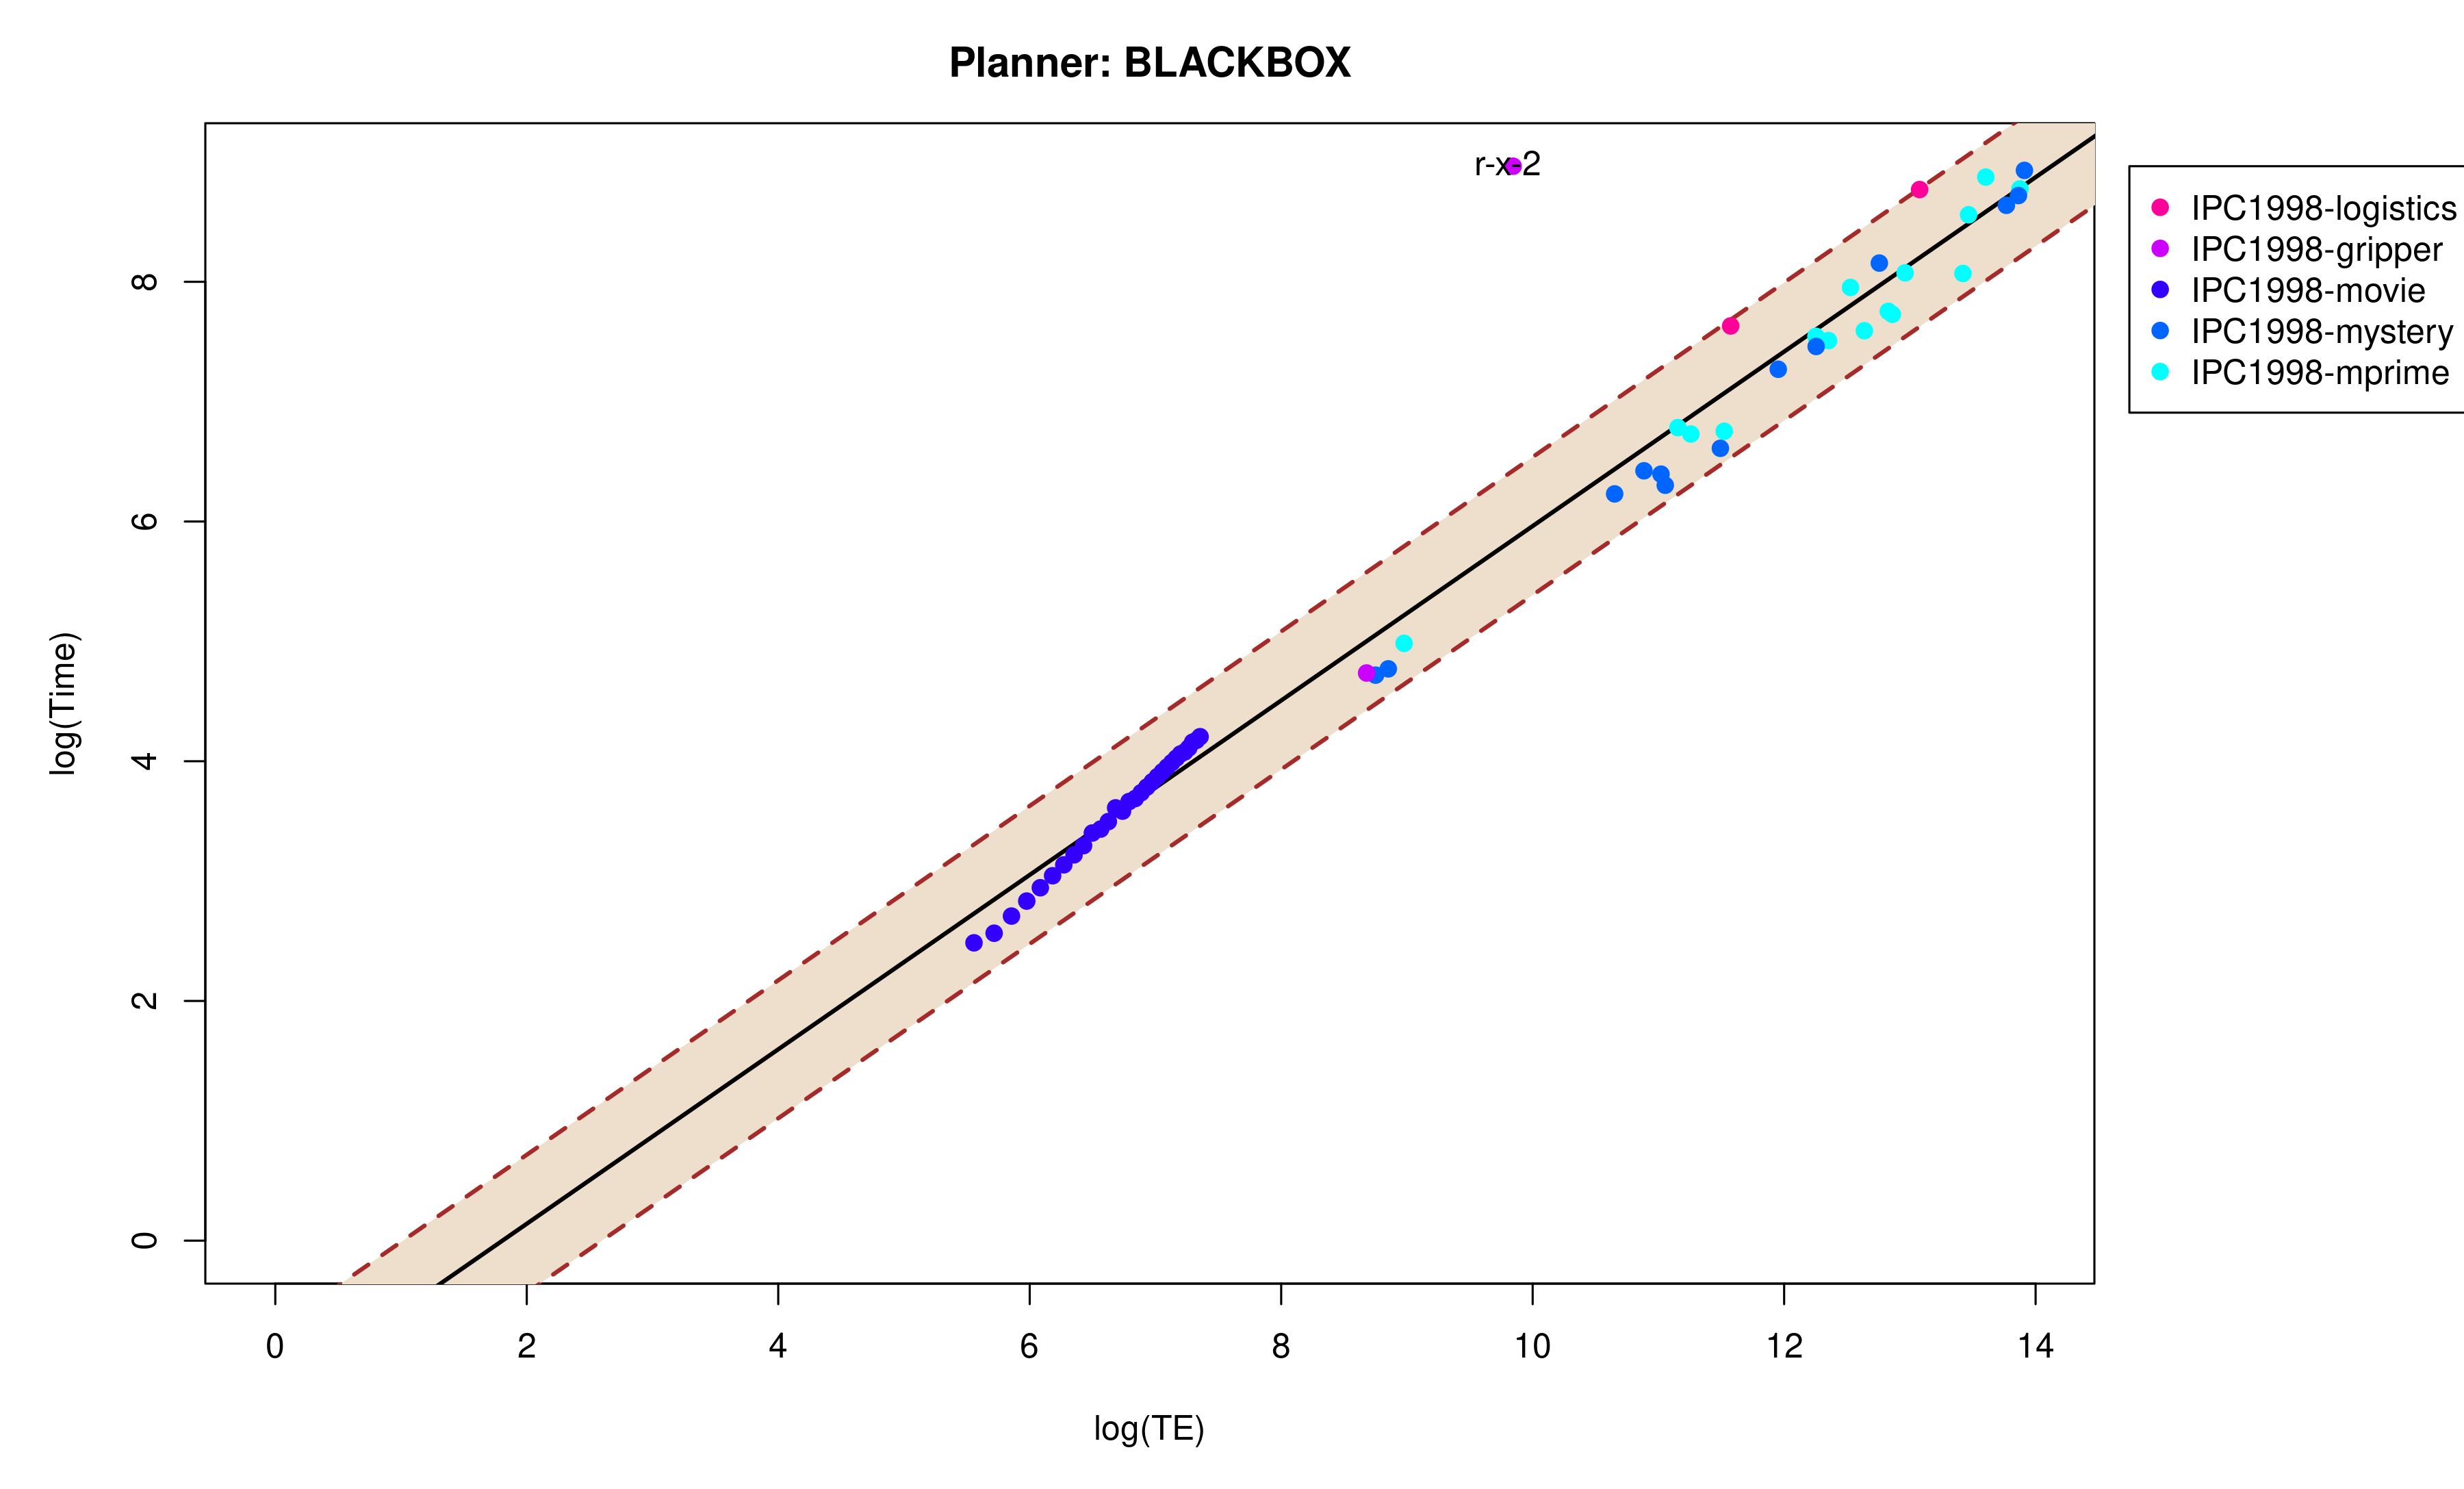 Planner: BLACKBOX
r-x-2
IPC1998-logistics
IPC1998-gripper
IPC1998-movie
IPC1998-mystery
IPC1998-mprime
log(Time)
8
6
4
2
0
0 2 4 6 8 10 12 14
log(TE)